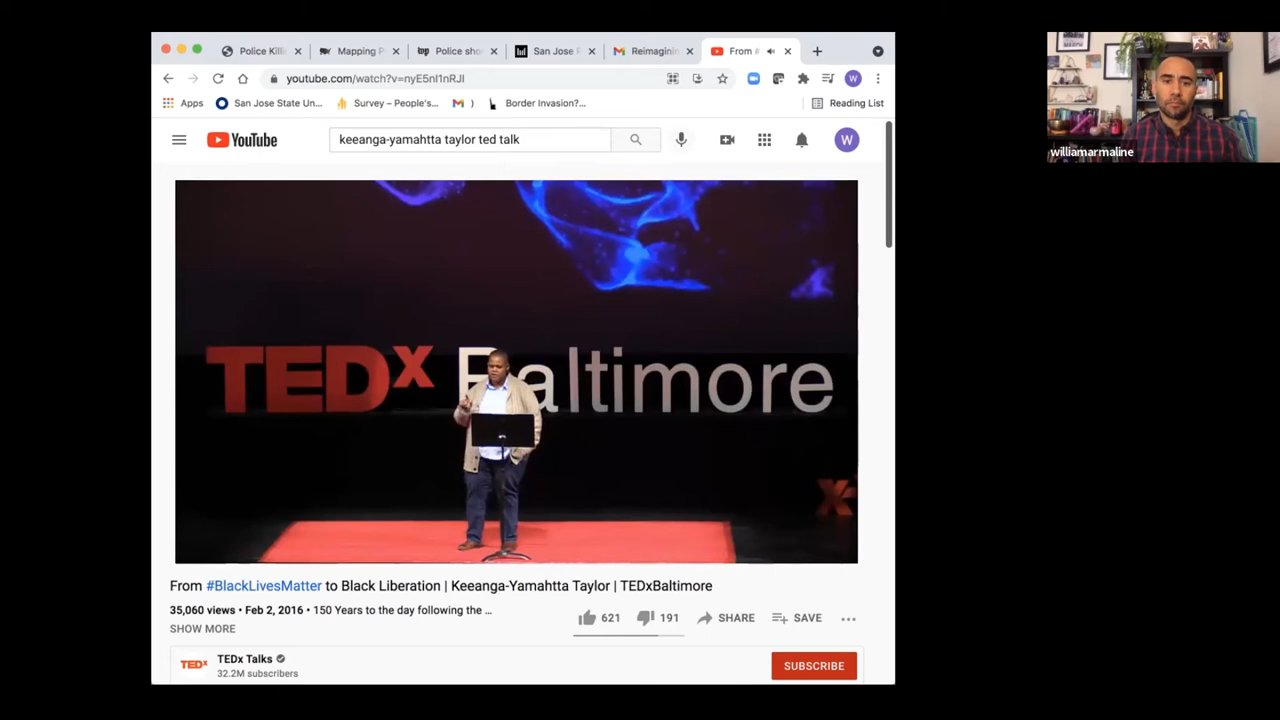 Police Killi
Mapping P
Police sho
San Jose F
Reimagini
From #
youtube.com/watch?v=nyE5nI1nRJI
W
Apps
San Jose State Un...
Survey – People's...
)
Border Invasion?...
Reading List
YouTube
keeanga-yamahtta taylor ted talk
W
williamarmaline
TEDx Baltimore
From #BlackLivesMatter to Black Liberation | Keeanga-Yamahtta Taylor | TEDxBaltimore
35,060 views • Feb 2, 2016 • 150 Years to the day following the ...
621
191
SHARE
SAVE
SHOW MORE
TEDx
TEDx Talks
32.2M subscribers
SUBSCRIBE